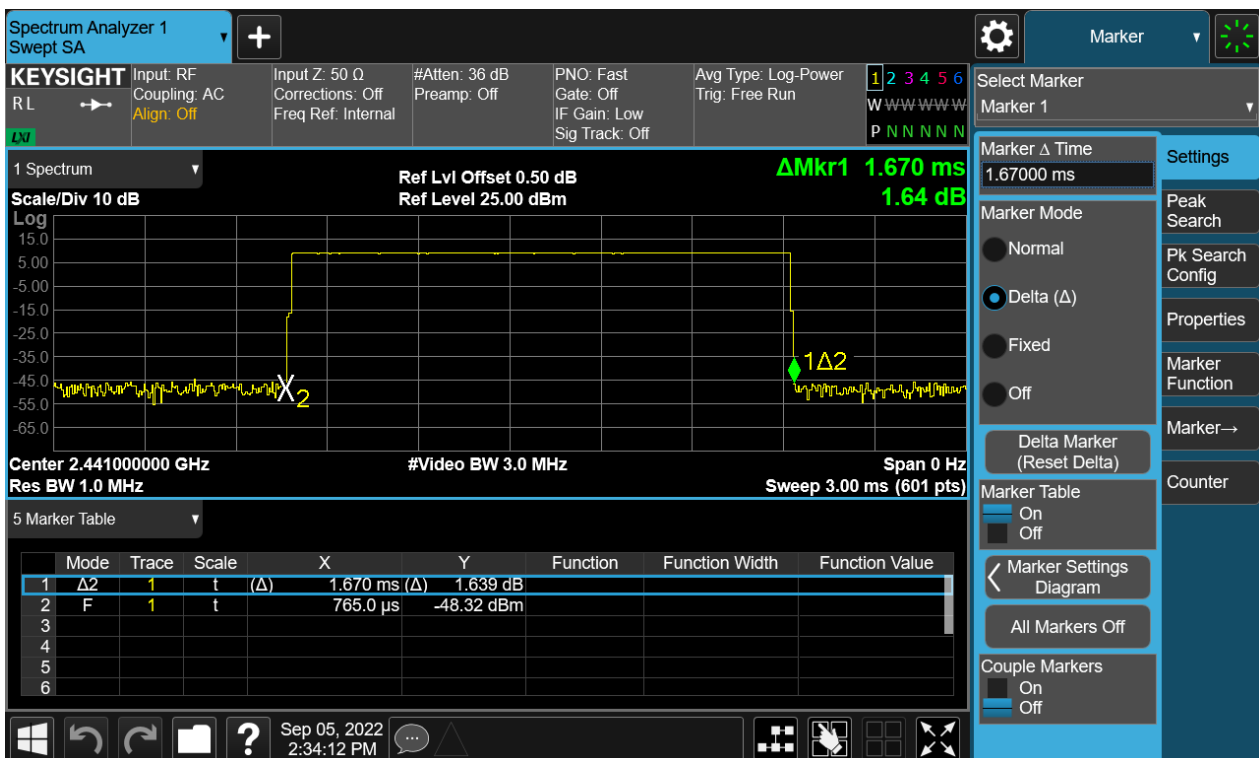 Spectrum Analyzer 1
Swept SA
Marker
KEYSIGHT
R L
LXI
Input: RF
Coupling: AC
Align: Off
Input Z: 50 Ω
Corrections: Off
Freq Ref: Internal
#Atten: 36 dB
Preamp: Off
PNO: Fast
Gate: Off
IF Gain: Low
Sig Track: Off
Avg Type: Log-Power
Trig: Free Run
1 2 3 4 5 6
W W W W W W
P N N N N N
Select Marker
Marker 1
1 Spectrum
Scale/Div 10 dB
Ref Lvl Offset 0.50 dB
Ref Level 25.00 dBm
ΔMkr1 1.670 ms
1.64 dB
Log
15.0
5.00
-5.00
-15.0
-25.0
-35.0
-45.0
-55.0
-65.0
2
1Δ2
Center 2.441000000 GHz
#Video BW 3.0 MHz
Span 0 Hz
Res BW 1.0 MHz
Sweep 3.00 ms (601 pts)
5 Marker Table
Mode Trace Scale X Y Function Function Width Function Value
1 Δ2 1 t (Δ) 1.670 ms (Δ) 1.639 dB
2 F 1 t 765.0 µs -48.32 dBm
3
4
5
6
Marker Δ Time
1.67000 ms
Marker Mode
Normal
Delta (Δ)
Fixed
Off
Delta Marker
(Reset Delta)
Marker Table
On
Off
Marker Settings
Diagram
All Markers Off
Couple Markers
On
Off
Settings
Peak
Search
Pk Search
Config
Properties
Marker
Function
Marker→
Counter
?
Sep 05, 2022
2:34:12 PM